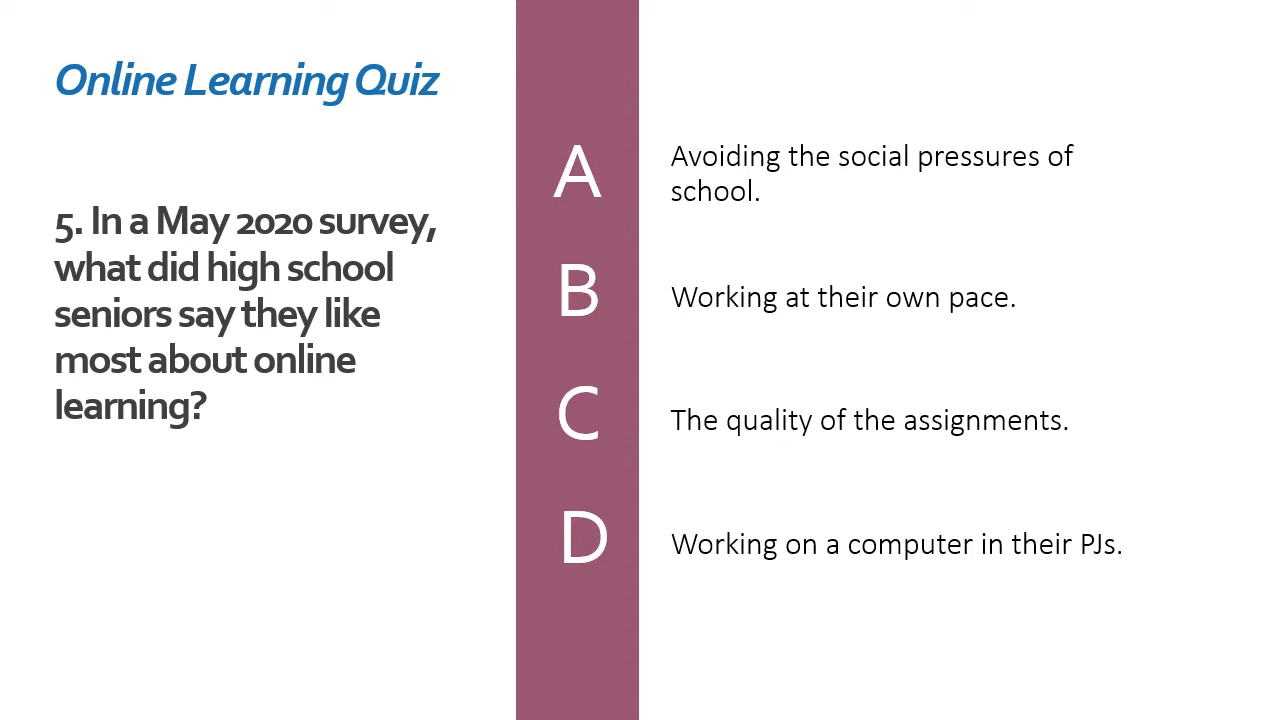 Online Learning Quiz
5. In a May 2020 survey,
what did high school
seniors say they like
most about online
learning?
A
Avoiding the social pressures of
school.
B
Working at their own pace.
C
The quality of the assignments.
D
Working on a computer in their PJs.